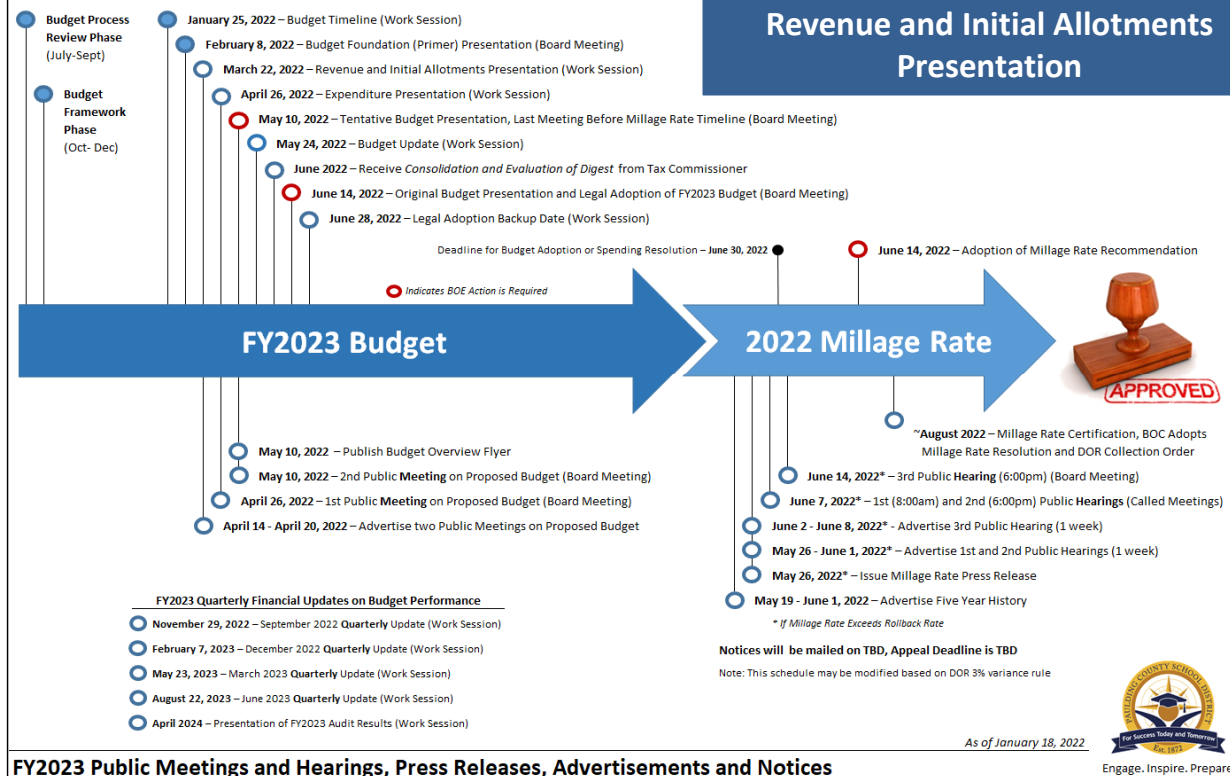 Revenue and Initial Allotments
Presentation
Budget Process
Review Phase
(July-Sept)
Budget
Framework
Phase
(Oct- Dec)
January 25, 2022 – Budget Timeline (Work Session)
February 8, 2022 – Budget Foundation (Primer) Presentation (Board Meeting)
March 22, 2022 – Revenue and Initial Allotments Presentation (Work Session)
April 26, 2022 – Expenditure Presentation (Work Session)
May 10, 2022 – Tentative Budget Presentation, Last Meeting Before Millage Rate Timeline (Board Meeting)
May 24, 2022 – Budget Update (Work Session)
June 2022 – Receive Consolidation and Evaluation of Digest from Tax Commissioner
June 14, 2022 – Original Budget Presentation and Legal Adoption of FY2023 Budget (Board Meeting)
June 28, 2022 – Legal Adoption Backup Date (Work Session)
Deadline for Budget Adoption or Spending Resolution – June 30, 2022
June 14, 2022 – Adoption of Millage Rate Recommendation
Indicates BOE Action is Required
FY2023 Budget
2022 Millage Rate
APPROVED
~August 2022 – Millage Rate Certification, BOC Adopts
Millage Rate Resolution and DOR Collection Order
May 10, 2022 – Publish Budget Overview Flyer
May 10, 2022 – 2nd Public Meeting on Proposed Budget (Board Meeting)
April 26, 2022 – 1st Public Meeting on Proposed Budget (Board Meeting)
April 14 - April 20, 2022 – Advertise two Public Meetings on Proposed Budget
June 14, 2022* – 3rd Public Hearing (6:00pm) (Board Meeting)
June 7, 2022* – 1st (8:00am) and 2nd (6:00pm) Public Hearings (Called Meetings)
June 2 - June 8, 2022* - Advertise 3rd Public Hearing (1 week)
May 26 - June 1, 2022* – Advertise 1st and 2nd Public Hearings (1 week)
May 26, 2022* – Issue Millage Rate Press Release
May 19 - June 1, 2022 – Advertise Five Year History
* If Millage Rate Exceeds Rollback Rate
Notices will be mailed on TBD, Appeal Deadline is TBD
Note: This schedule may be modified based on DOR 3% variance rule
FY2023 Quarterly Financial Updates on Budget Performance
November 29, 2022 – September 2022 Quarterly Update (Work Session)
February 7, 2023 – December 2022 Quarterly Update (Work Session)
May 23, 2023 – March 2023 Quarterly Update (Work Session)
August 22, 2023 – June 2023 Quarterly Update (Work Session)
April 2024 – Presentation of FY2023 Audit Results (Work Session)
As of January 18, 2022
PAULDING COUNTY SCHOOL DISTRICT
For Success Today and Tomorrow
Est. 1872
Engage. Inspire. Prepare
FY2023 Public Meetings and Hearings, Press Releases, Advertisements and Notices